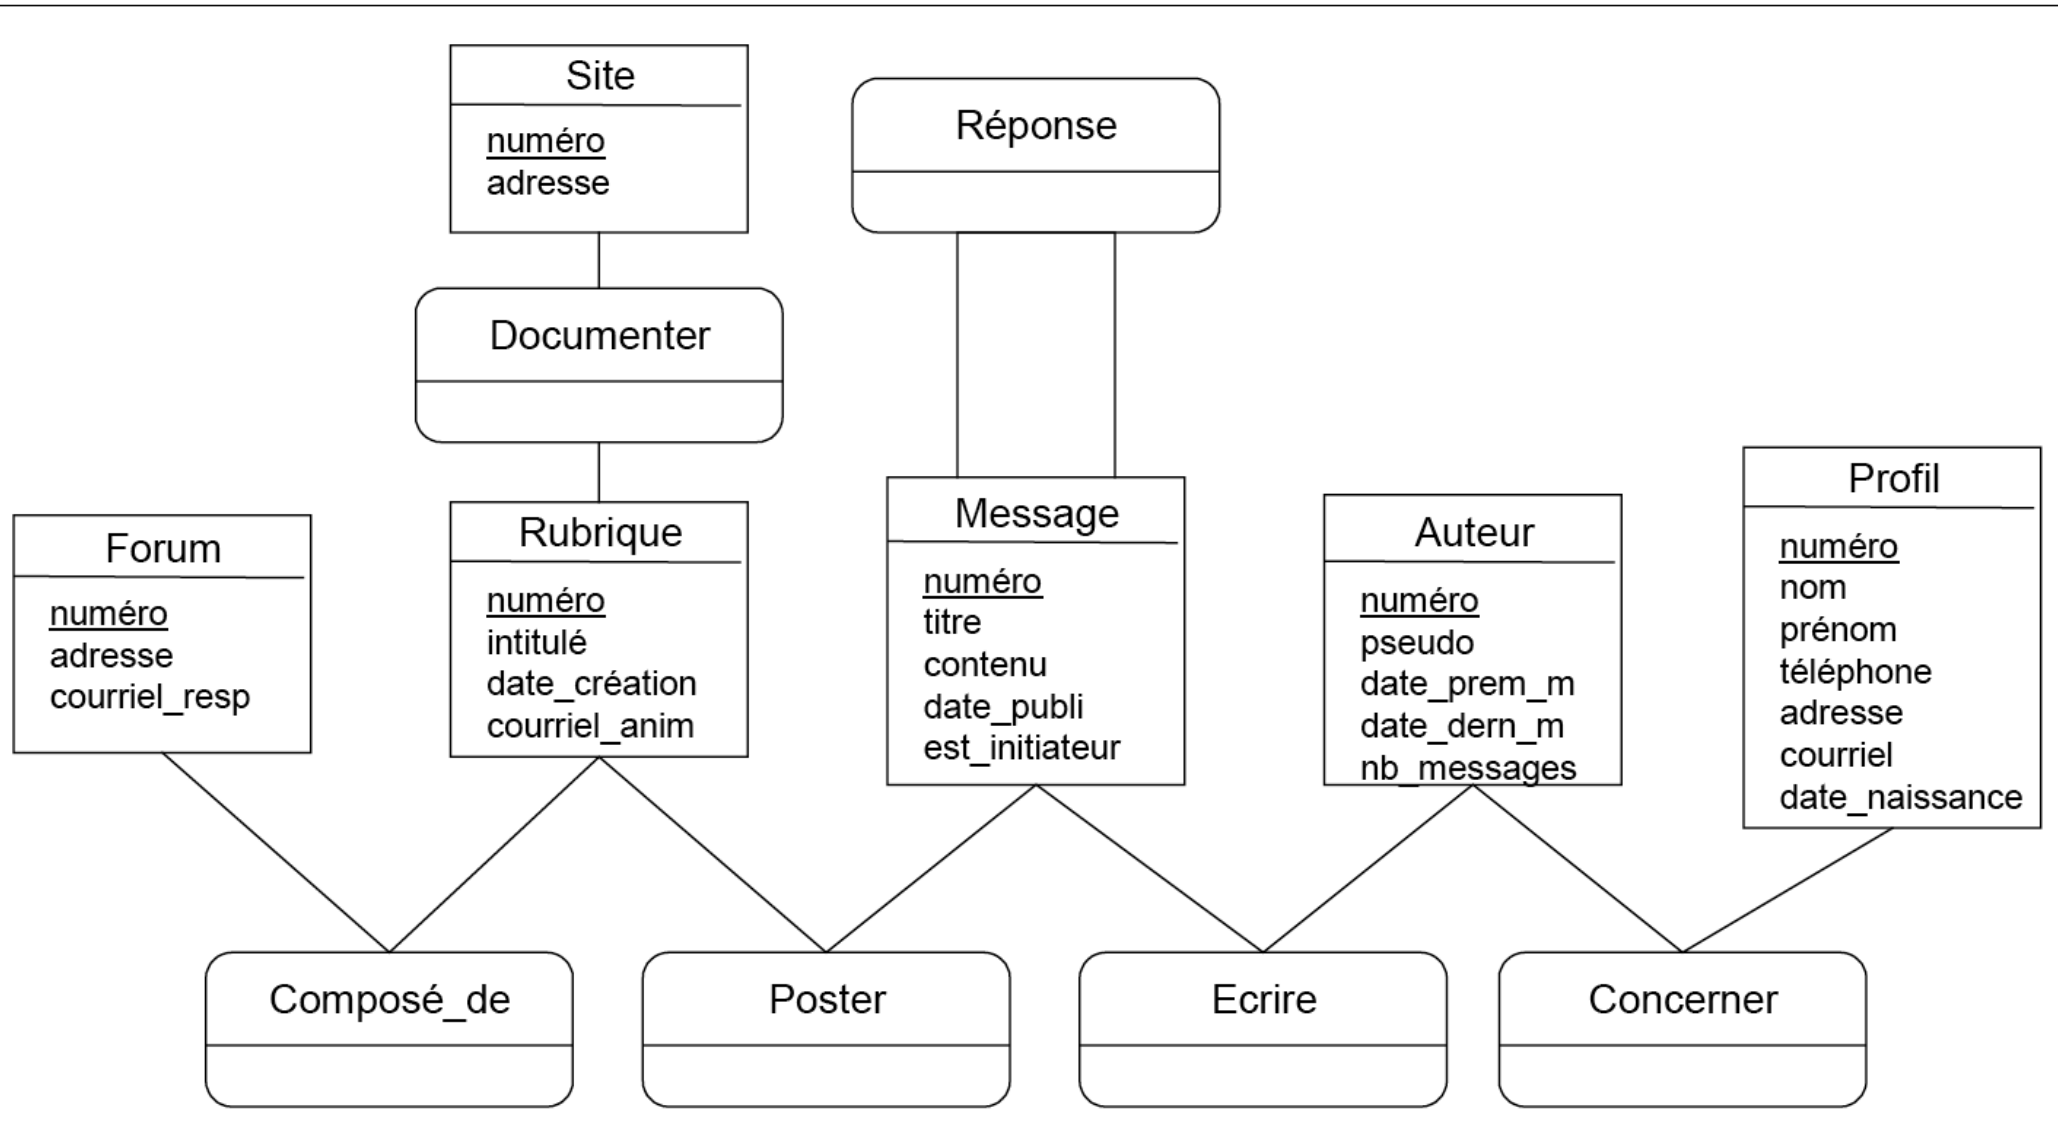 Site
numéro
adresse
Réponse
Documenter
Forum
numéro
adresse
courriel_resp
Rubrique
numéro
intitulé
date_création
courriel_anim
Message
numéro
titre
contenu
date_publi
est_initiateur
Auteur
numéro
pseudo
date_prem_m
date_dern_m
nb_messages
Profil
numéro
nom
prénom
téléphone
adresse
courriel
date_naissance
Composé_de
Poster
Ecrire
Concerner